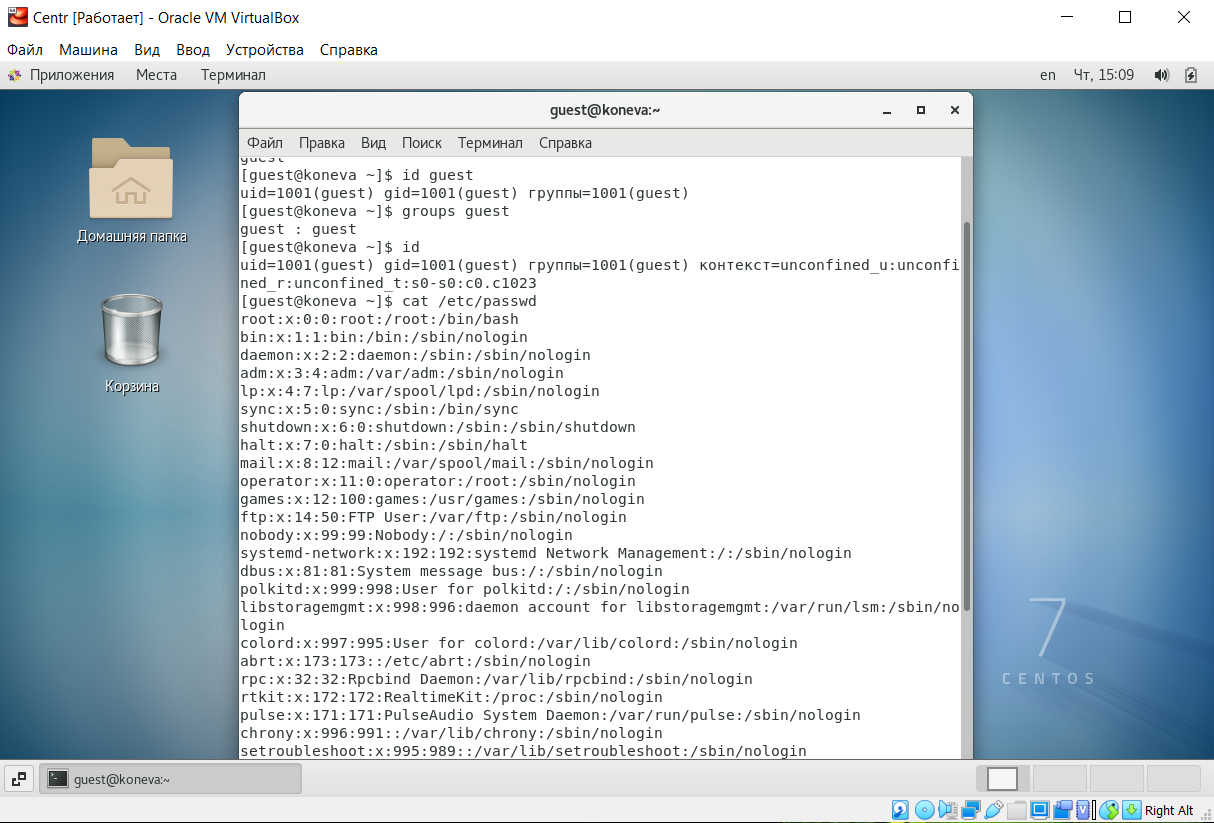 Centr [Работает] - Oracle VM VirtualBox
Файл Машина Вид Ввод Устройства Справка
Приложения Места Терминал en Чт, 15:09
guest@koneva:~
Файл Правка Вид Поиск Терминал Справка
guest
[guest@koneva ~]$ id guest
uid=1001(guest) gid=1001(guest) группы=1001(guest)
[guest@koneva ~]$ groups guest
guest : guest
[guest@koneva ~]$ id
uid=1001(guest) gid=1001(guest) группы=1001(guest) контекст=unconfined_u:unconfi
ned_r:unconfined_t:s0-s0:c0.c1023
[guest@koneva ~]$ cat /etc/passwd
root:x:0:0:root:/root:/bin/bash
bin:x:1:1:bin:/bin:/sbin/nologin
daemon:x:2:2:daemon:/sbin:/sbin/nologin
adm:x:3:4:adm:/var/adm:/sbin/nologin
lp:x:4:7:lp:/var/spool/lpd:/sbin/nologin
sync:x:5:0:sync:/sbin:/bin/sync
shutdown:x:6:0:shutdown:/sbin:/sbin/shutdown
halt:x:7:0:halt:/sbin:/sbin/halt
mail:x:8:12:mail:/var/spool/mail:/sbin/nologin
operator:x:11:0:operator:/root:/sbin/nologin
games:x:12:100:games:/usr/games:/sbin/nologin
ftp:x:14:50:FTP User:/var/ftp:/sbin/nologin
nobody:x:99:99:Nobody:/:/sbin/nologin
systemd-network:x:192:192:systemd Network Management:/:/sbin/nologin
dbus:x:81:81:System message bus:/:/sbin/nologin
polkitd:x:999:998:User for polkitd:/:/sbin/nologin
libstoragemgmt:x:998:996:daemon account for libstoragemgmt:/var/run/lsm:/sbin/no
login
colord:x:997:995:User for colord:/var/lib/colord:/sbin/nologin
abrt:x:173:173::/etc/abrt:/sbin/nologin
rpc:x:32:32:Rpcbind Daemon:/var/lib/rpcbind:/sbin/nologin
rtkit:x:172:172:RealtimeKit:/proc:/sbin/nologin
pulse:x:171:171:PulseAudio System Daemon:/var/run/pulse:/sbin/nologin
chrony:x:996:991::/var/lib/chrony:/sbin/nologin
setroubleshoot:x:995:989::/var/lib/setroubleshoot:/sbin/nologin
Домашняя папка
Корзина
7
CENTOS
guest@koneva:~
Right Alt